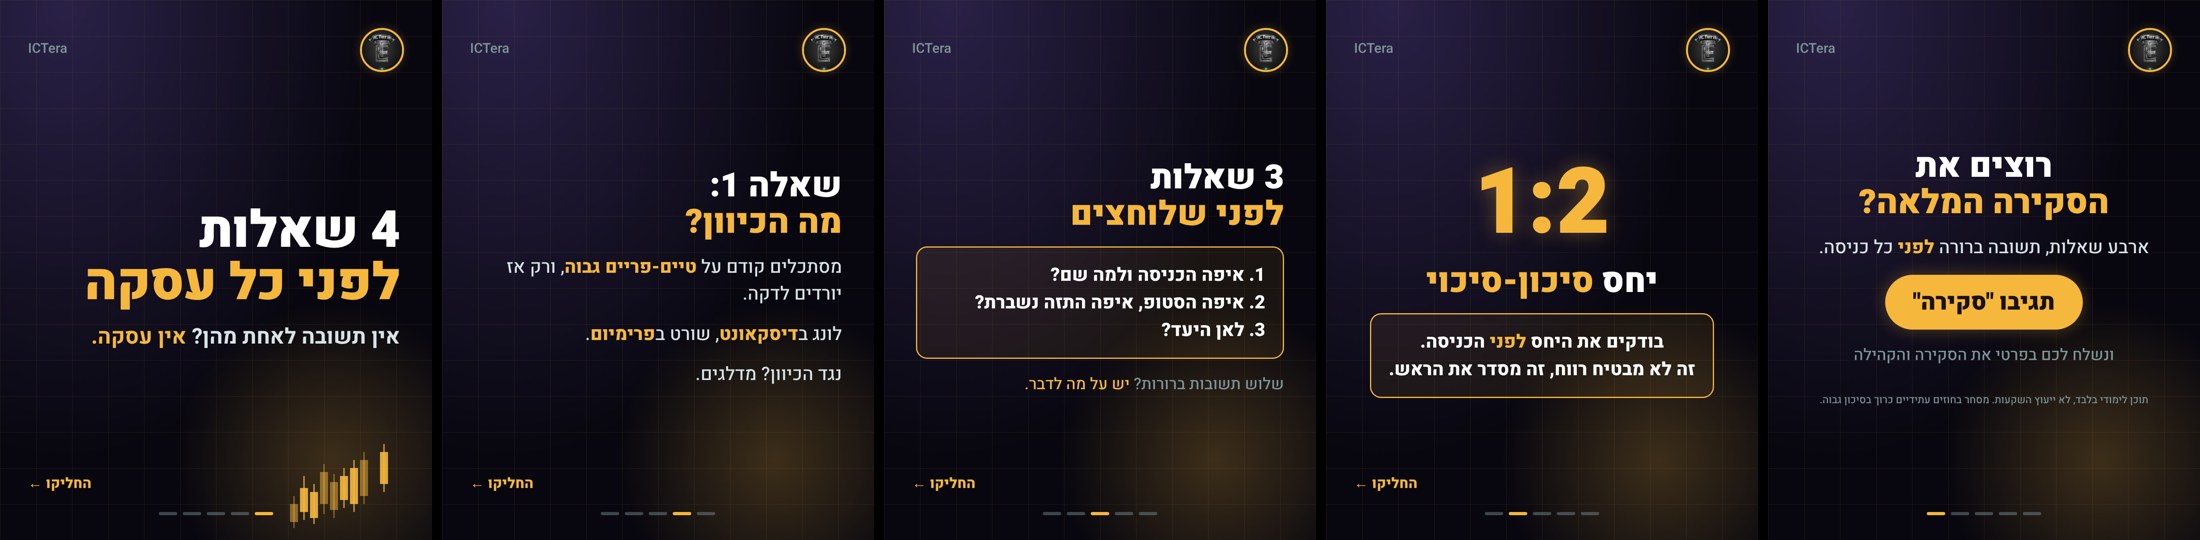 ICTera
4 שאלות
לפני כל עסקה
אין תשובה לאחת מהן? אין עסקה.
החליקו ←
ICTera
שאלה 1:
מה הכיוון?
מסתכלים קודם על טיים-פריים גבוה, ורק אז
יורדים לדקה.
לונג בדיסקאונט, שורט בפרימיום.
נגד הכיוון? מדלגים.
החליקו ←
ICTera
3 שאלות
לפני שלוחצים
1. איפה הכניסה ולמה שם?
2. איפה הסטופ, איפה התזה נשברת?
3. לאן היעד?
שלוש תשובות ברורות? יש על מה לדבר.
החליקו ←
ICTera
1:2
יחס סיכון-סיכוי
בודקים את היחס לפני הכניסה.
זה לא מבטיח רווח, זה מסדר את הראש.
החליקו ←
ICTera
רוצים את
הסקירה המלאה?
ארבע שאלות, תשובה ברורה לפני כל כניסה.
תגיבו "סקירה"
ונשלח לכם בפרטי את הסקירה והקהילה
תוכן לימודי בלבד, לא ייעוץ השקעות. מסחר בחוזים עתידיים כרוך בסיכון גבוה.